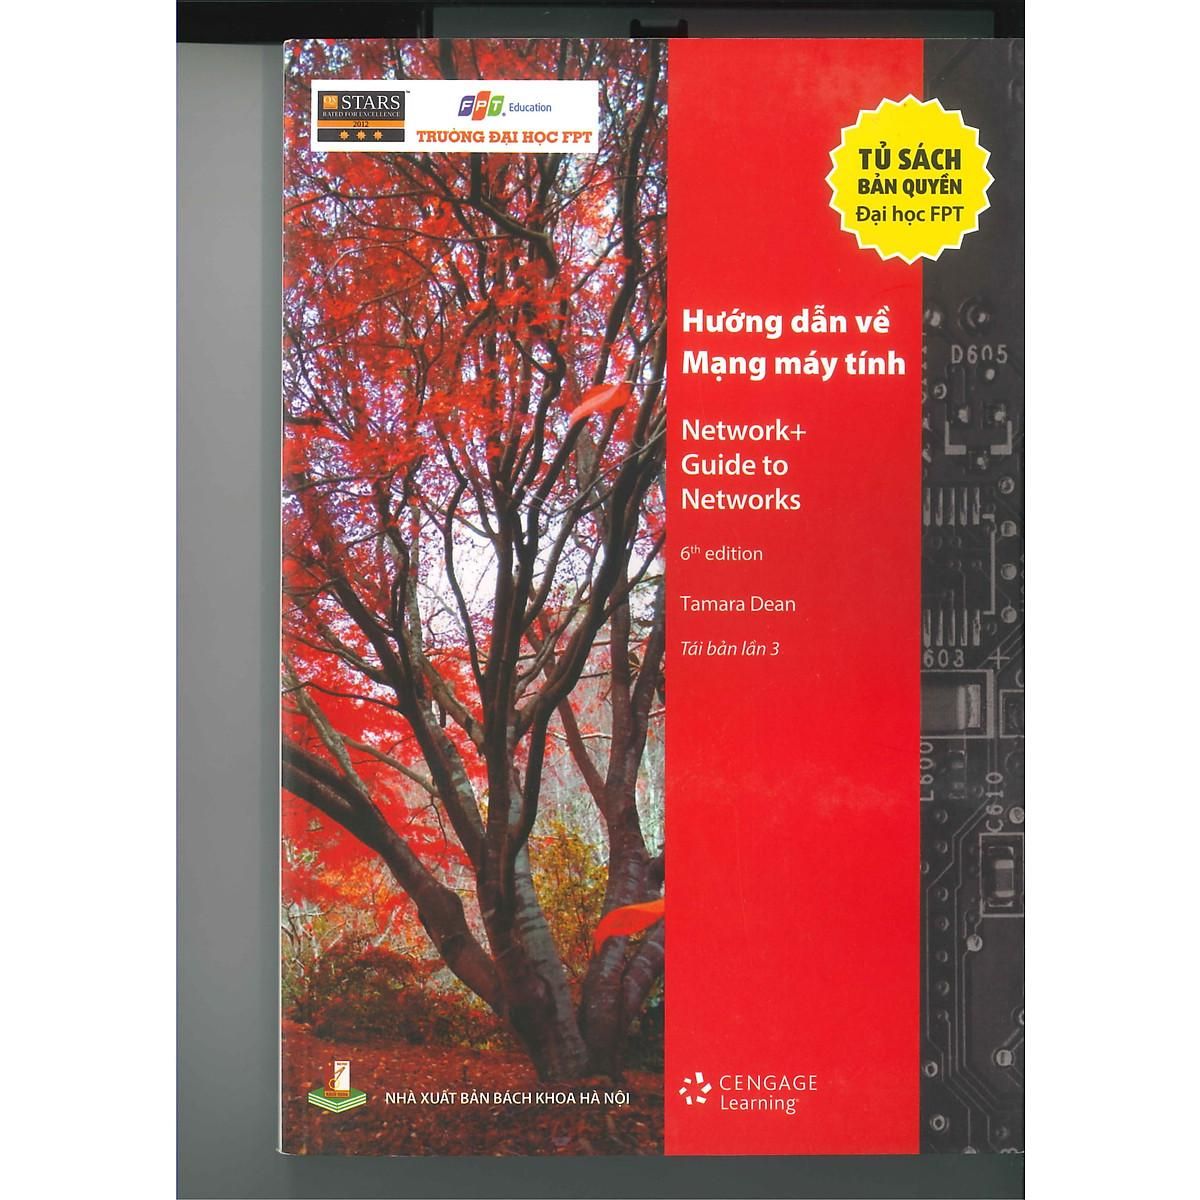 QS STARS™
RATED FOR EXCELLENCE
2012
FPT Education
TRƯỜNG ĐẠI HỌC FPT
TỦ SÁCH
BẢN QUYỀN
Đại học FPT
Hướng dẫn về
Mạng máy tính
Network+
Guide to
Networks
6th edition
Tamara Dean
Tái bản lần 3
D605
603
L600
C610
NHÀ XUẤT BẢN BÁCH KHOA HÀ NỘI
CENGAGE
Learning®